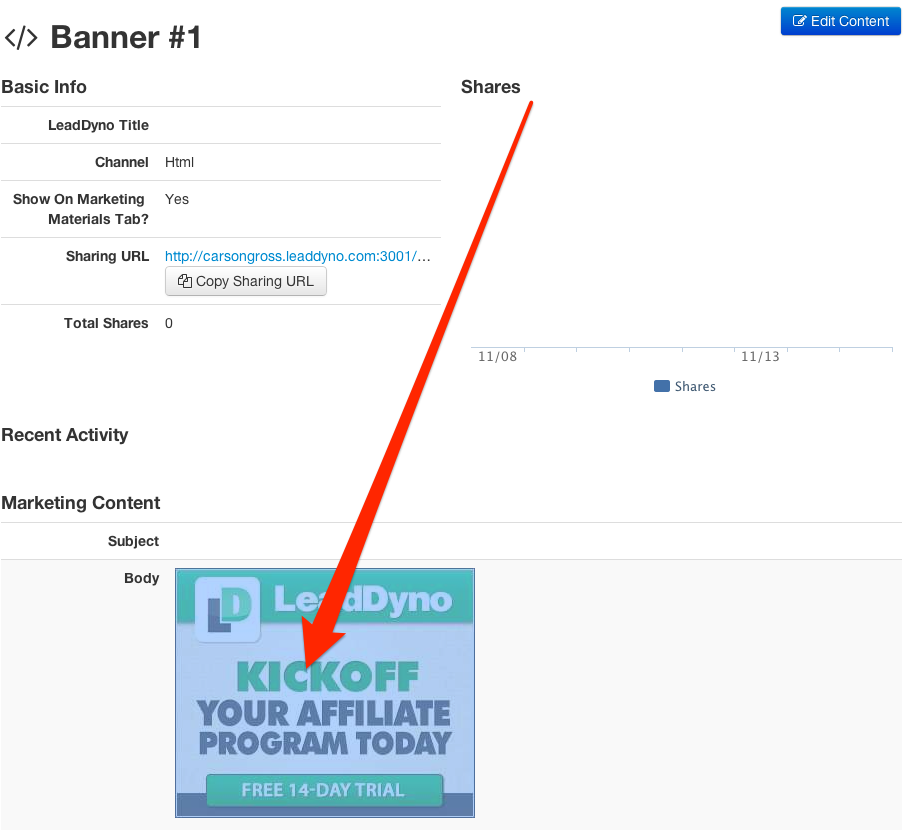 </> Banner #1
Edit Content
Basic Info
LeadDyno Title
Channel Html
Show On Marketing Yes
Materials Tab?
Sharing URL http://carsongross.leaddyno.com:3001/...
Copy Sharing URL
Total Shares 0
Shares
11/08 11/13
Shares
Recent Activity
Marketing Content
Subject
Body
LD LeadDyno
KICKOFF
YOUR AFFILIATE
PROGRAM TODAY
FREE 14-DAY TRIAL